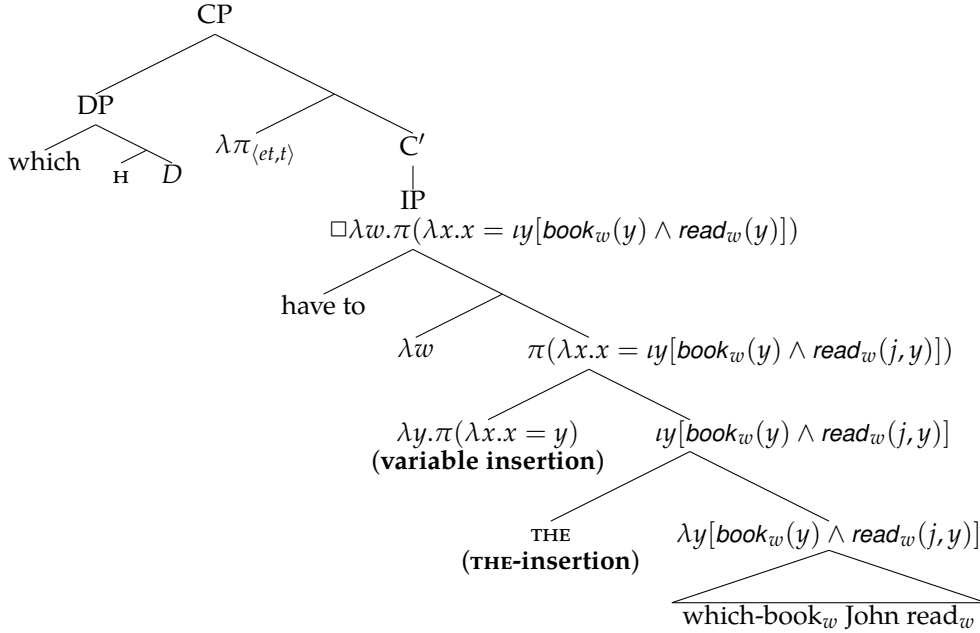 CP
DP
which
H D
λπ⟨et,t⟩
C′
IP
□λw.π(λx.x = ιy[book_w(y) ∧ read_w(y)])
have to
λw
π(λx.x = ιy[book_w(y) ∧ read_w(j, y)])
λy.π(λx.x = y)
(variable insertion)
ιy[book_w(y) ∧ read_w(j, y)]
THE
(THE-insertion)
λy[book_w(y) ∧ read_w(j, y)]
which-book_w John read_w